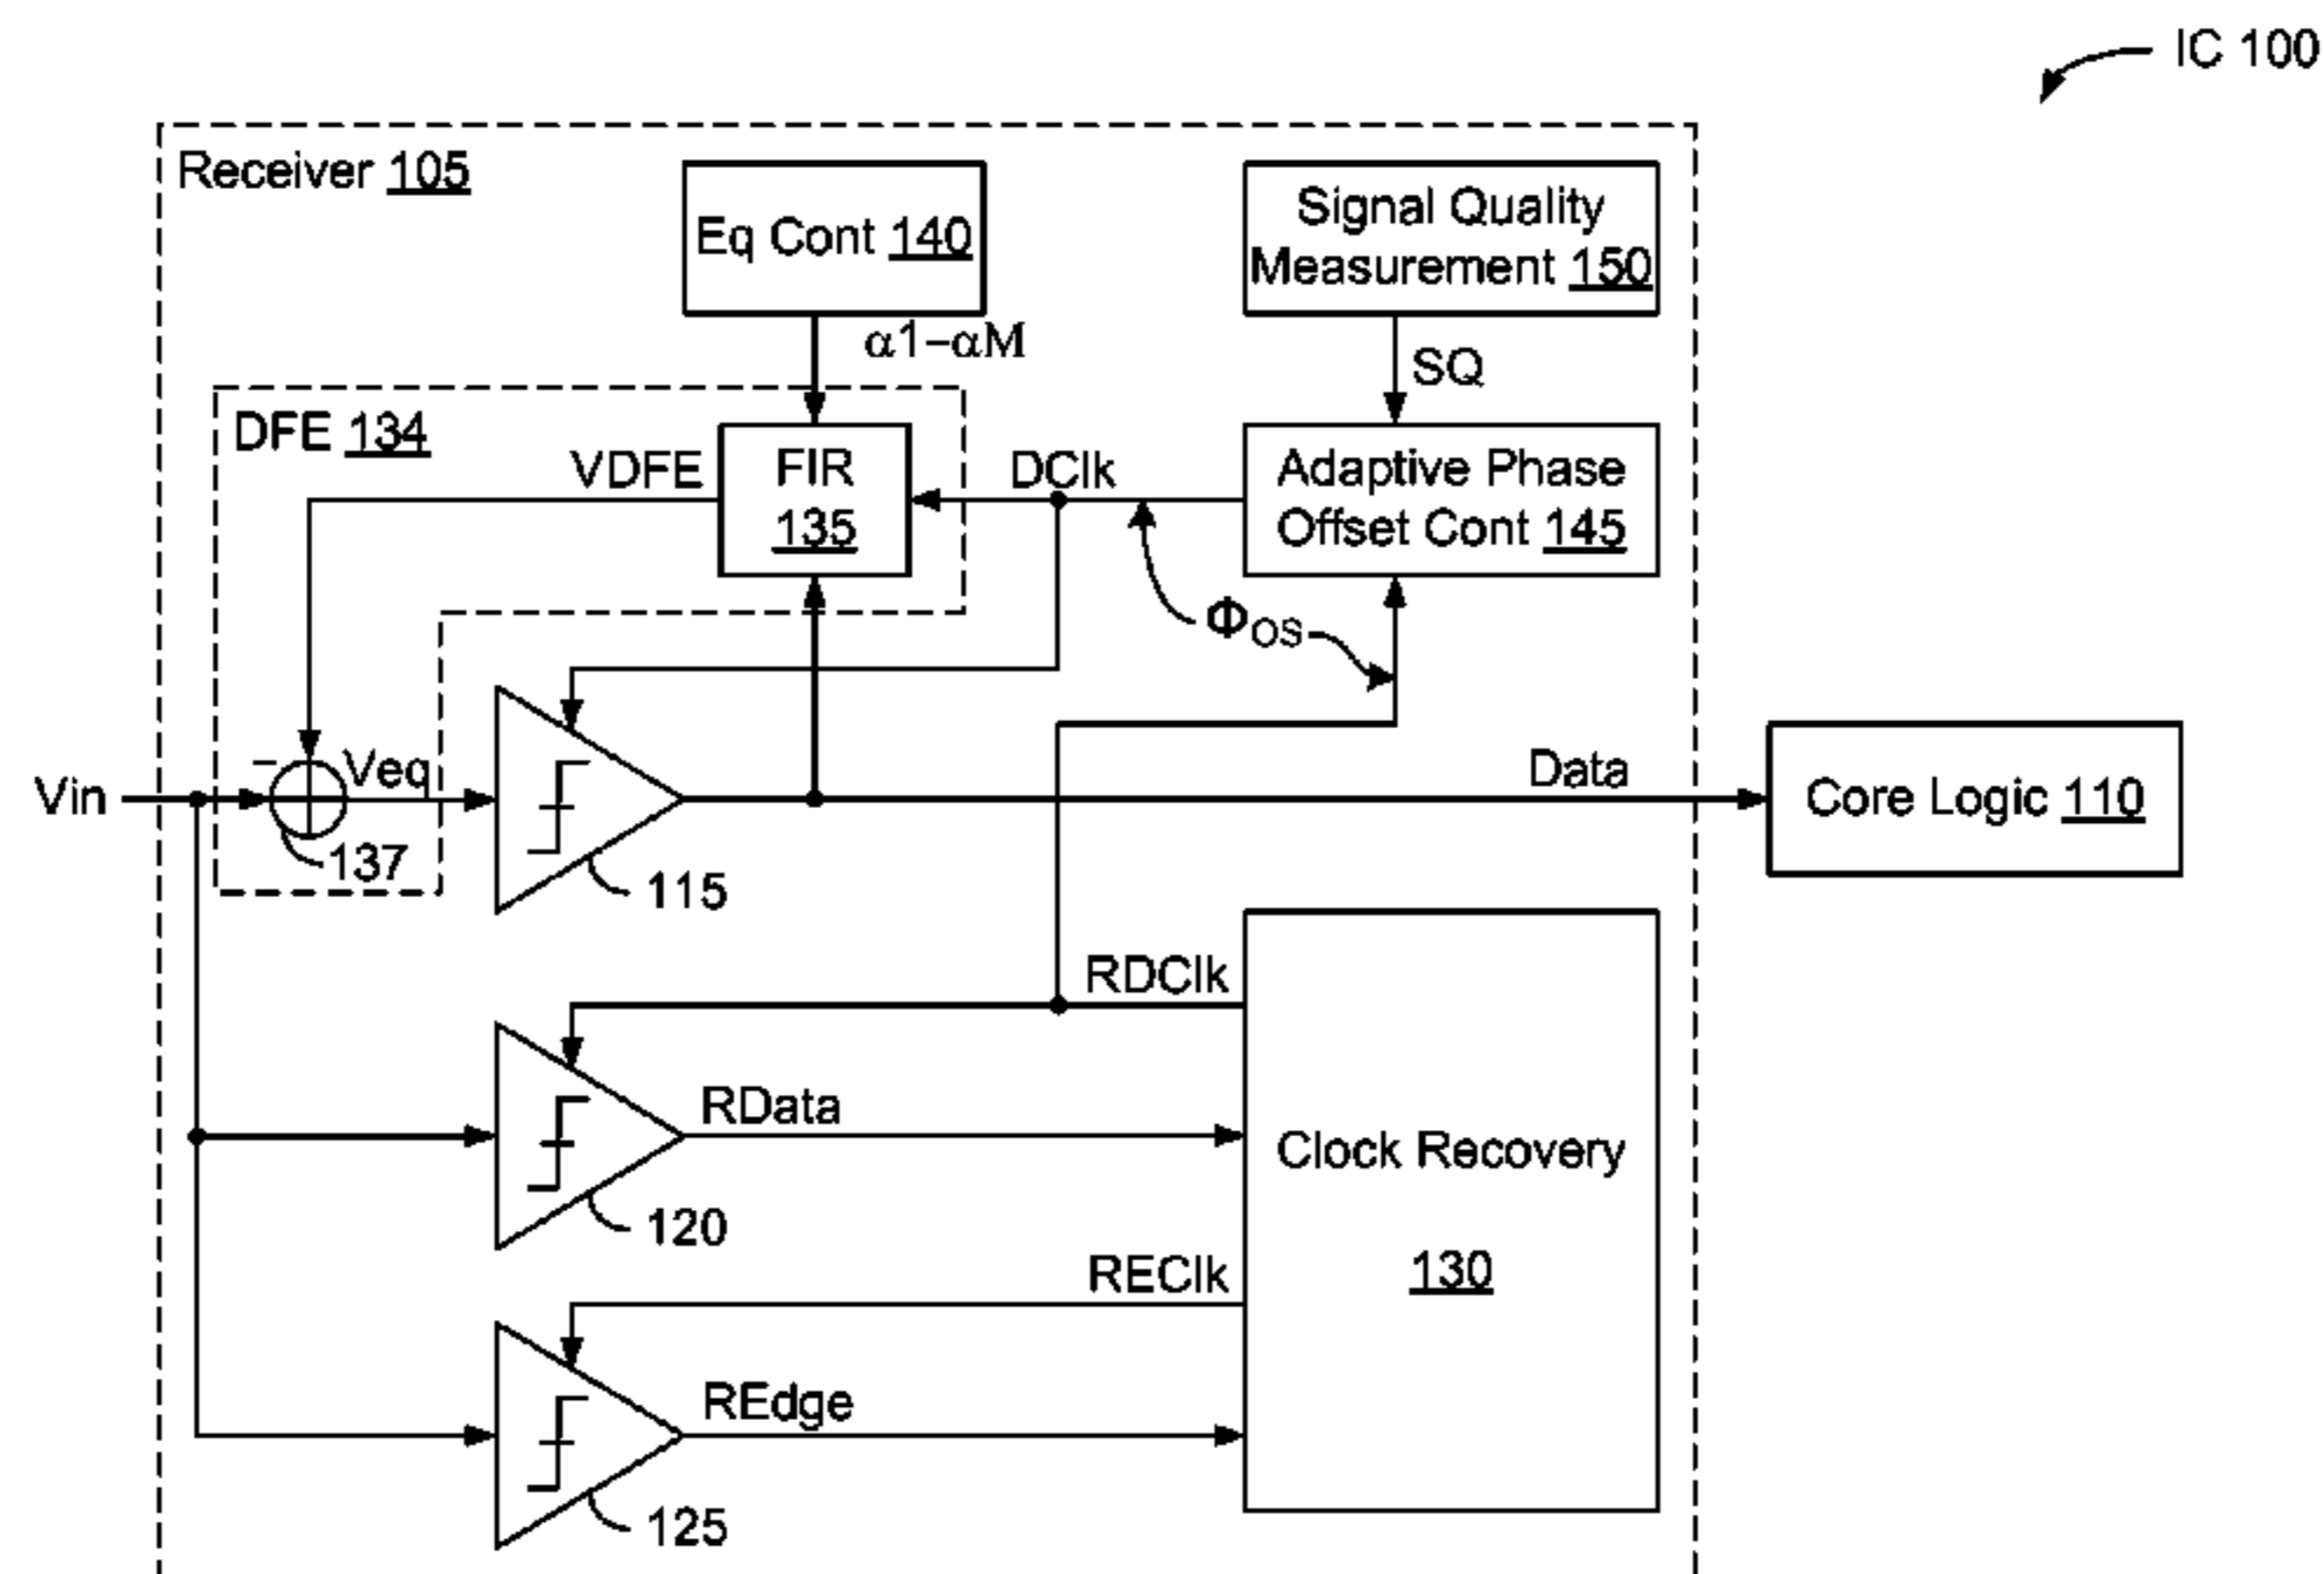 IC 100
Receiver 105
Eq Cont 140
Signal Quality
Measurement 150
α1–αM
SQ
DFE 134
VDFE
FIR
135
DClk
Adaptive Phase
Offset Cont 145
ΦOS
Vin
–
Veq
137
115
Data
Core Logic 110
RDClk
RData
120
Clock Recovery
130
REClk
REdge
125